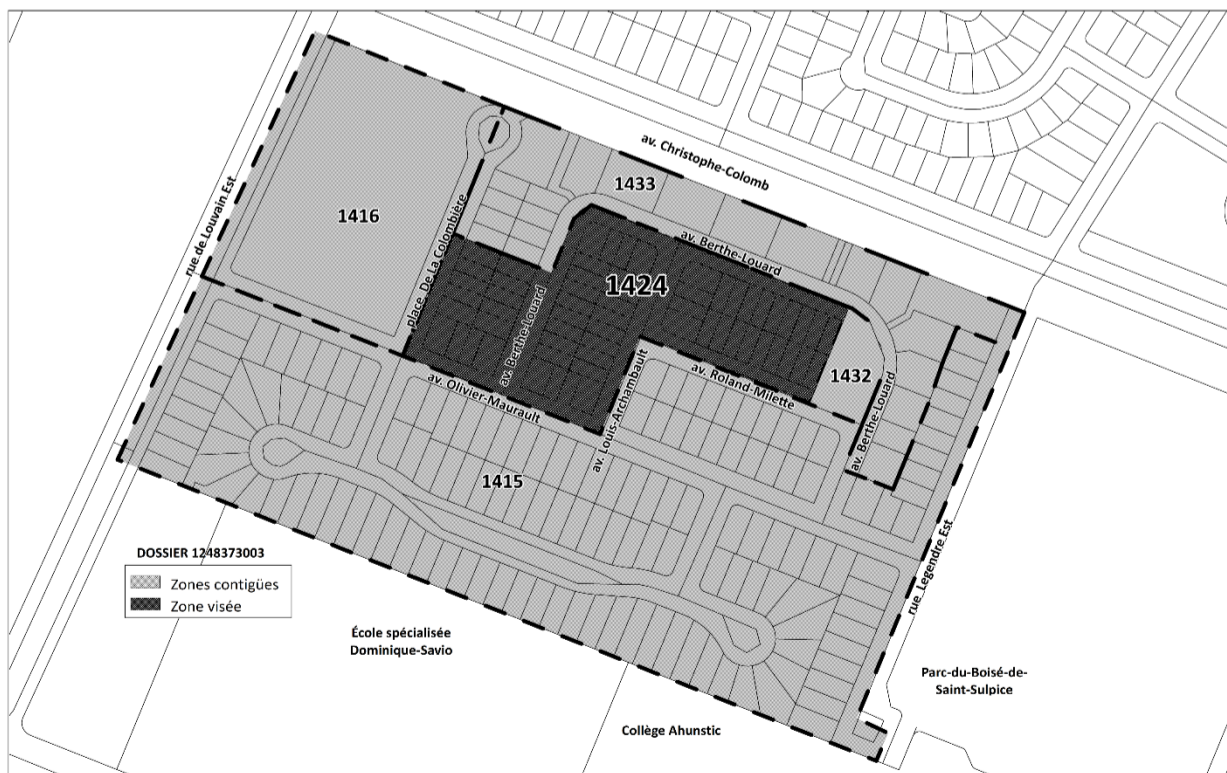 av. Christophe-Colomb
1433
1416
rue de Louvain Est
place. De La Colombière
av. Berthe-Louard
1424
av. Berthe-Louard
av. Louis-Archambault
av. Roland-Milette
1432
av. Berthe-Louard
av. Olivier-Maurault
1415
rue Legendre Est
DOSSIER 1248373003
Zones contigües
Zone visée
École spécialisée
Dominique-Savio
Parc-du-Boisé-de-
Saint-Sulpice
Collège Ahunstic